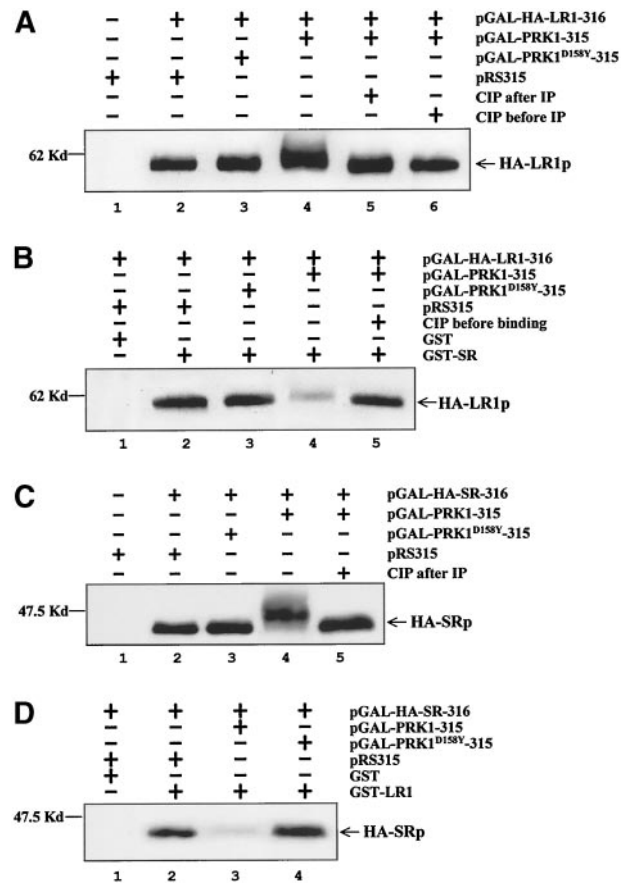 A
- + + + + + pGAL-HA-LR1-316
- - - + + + pGAL-PRK1-315
- - + - - - pGAL-PRK1D158Y-315
+ + - - - - pRS315
- - - - + - CIP after IP
- - - - - + CIP before IP
62 Kd
←HA-LR1p
1 2 3 4 5 6
B
+ + + + + pGAL-HA-LR1-316
- - - + + pGAL-PRK1-315
- - + - - pGAL-PRK1D158Y-315
+ + - - - pRS315
- - - - + CIP before binding
+ - - - - GST
- + + + + GST-SR
62 Kd
←HA-LR1p
1 2 3 4 5
C
- + + + + pGAL-HA-SR-316
- - - + + pGAL-PRK1-315
- - + - - pGAL-PRK1D158Y-315
+ + - - - pRS315
- - - - + CIP after IP
47.5 Kd
←HA-SRp
1 2 3 4 5
D
+ + + + pGAL-HA-SR-316
- - + - pGAL-PRK1-315
- - - + pGAL-PRK1D158Y-315
+ + - - pRS315
+ - - - GST
- + + + GST-LR1
47.5 Kd
←HA-SRp
1 2 3 4